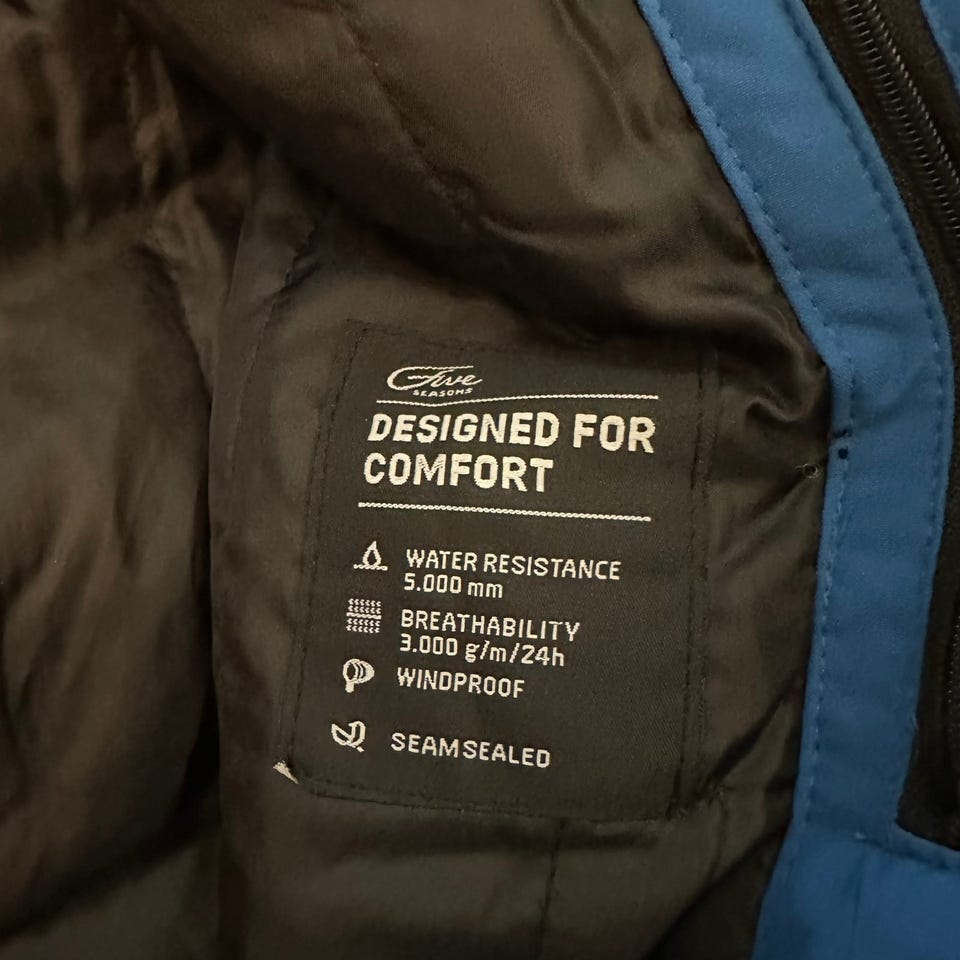 Five
SEASONS
DESIGNED FOR
COMFORT
WATER RESISTANCE
5.000 mm
BREATHABILITY
3.000 g/m/24h
WINDPROOF
SEAMSEALED